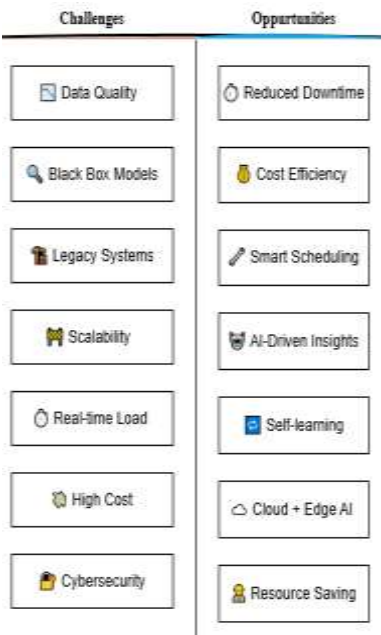 Challenges
Oppurtunities
Data Quality
Reduced Downtime
Black Box Models
Cost Efficiency
Legacy Systems
Smart Scheduling
Scalability
AI-Driven Insights
Real-time Load
Self-learning
High Cost
Cloud + Edge AI
Cybersecurity
Resource Saving